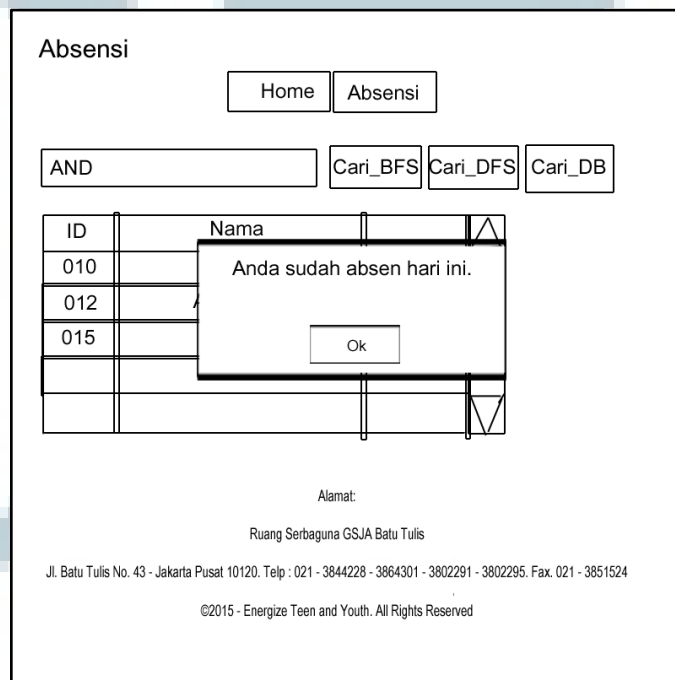 Absensi
Home Absensi
AND Cari_BFS Cari_DFS Cari_DB
ID Nama
010 Anda sudah absen hari ini.
012
015 Ok
Alamat:
Ruang Serbaguna GSJA Batu Tulis
Jl. Batu Tulis No. 43 - Jakarta Pusat 10120. Telp : 021 - 3844228 - 3864301 - 3802291 - 3802295. Fax. 021 - 3851524
©2015 - Energize Teen and Youth. All Rights Reserved